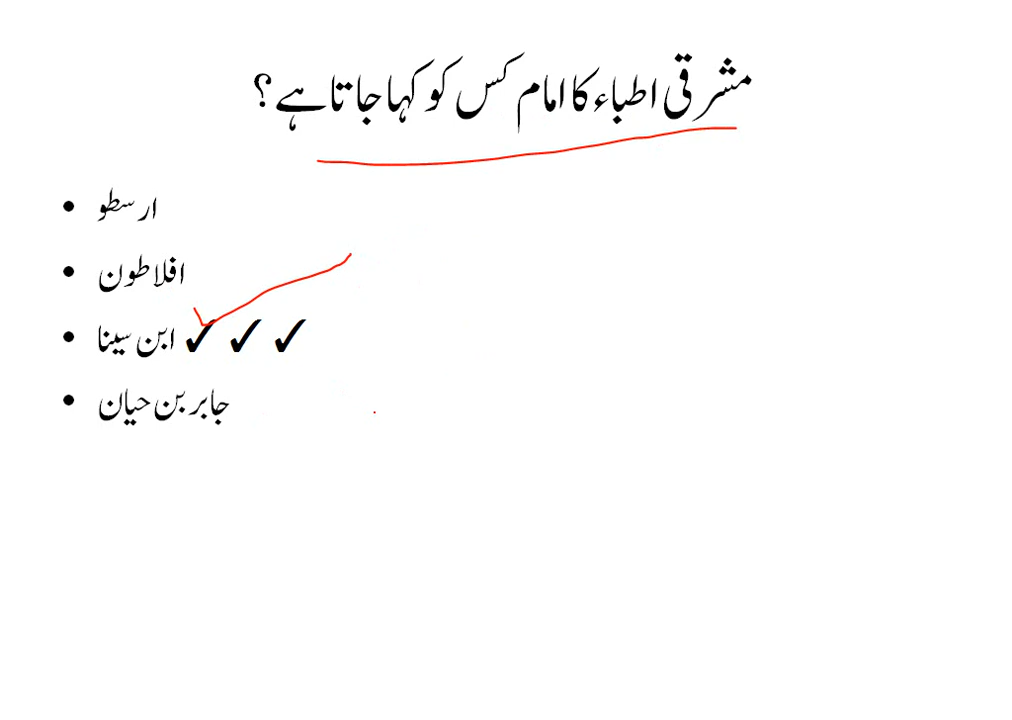 مشرقی اطباء کا امام کس کو کہا جاتا ہے؟
• ارسطو
• افلاطون
• ابن سینا ✓ ✓ ✓
• جابر بن حیان